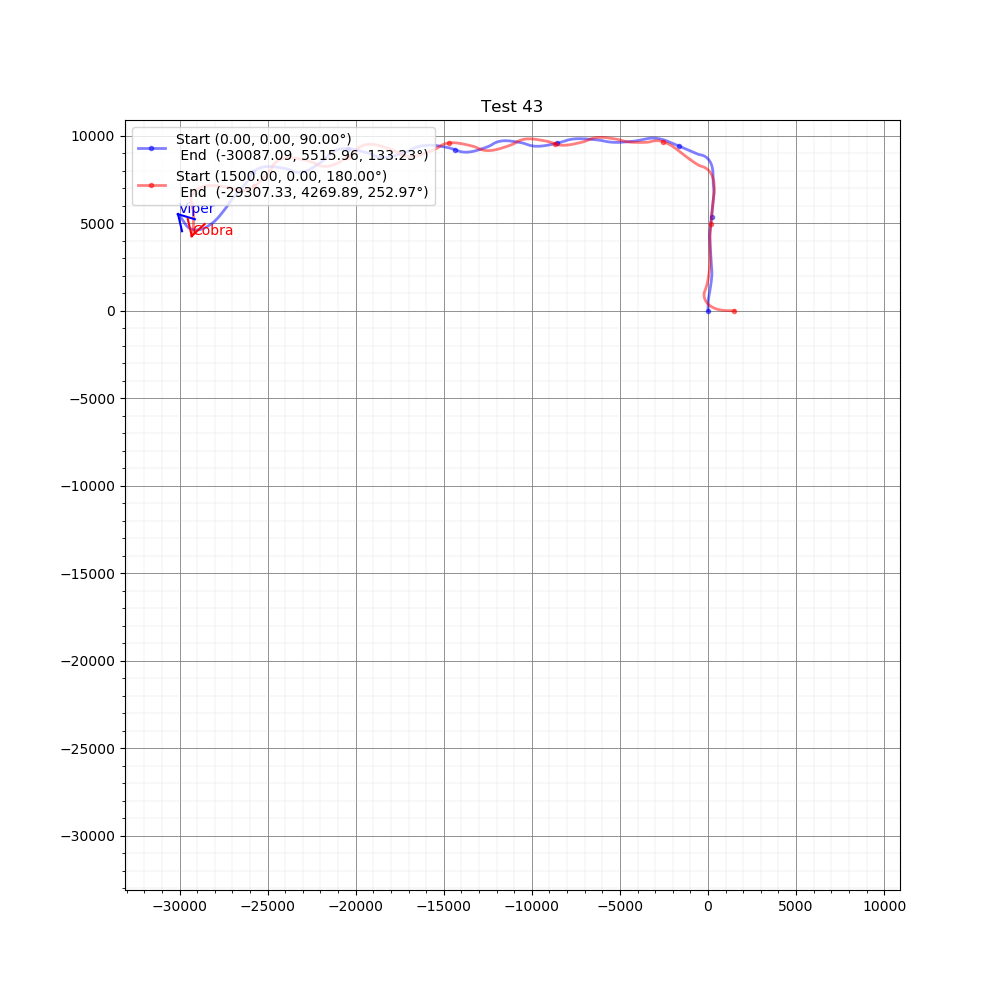 Test 43
Start (0.00, 0.00, 90.00°)
End (-30087.09, 5515.96, 133.23°)
Start (1500.00, 0.00, 180.00°)
End (-29307.33, 4269.89, 252.97°)
Viper
Cobra
10000
5000
0
−5000
−10000
−15000
−20000
−25000
−30000
−30000 −25000 −20000 −15000 −10000 −5000 0 5000 10000